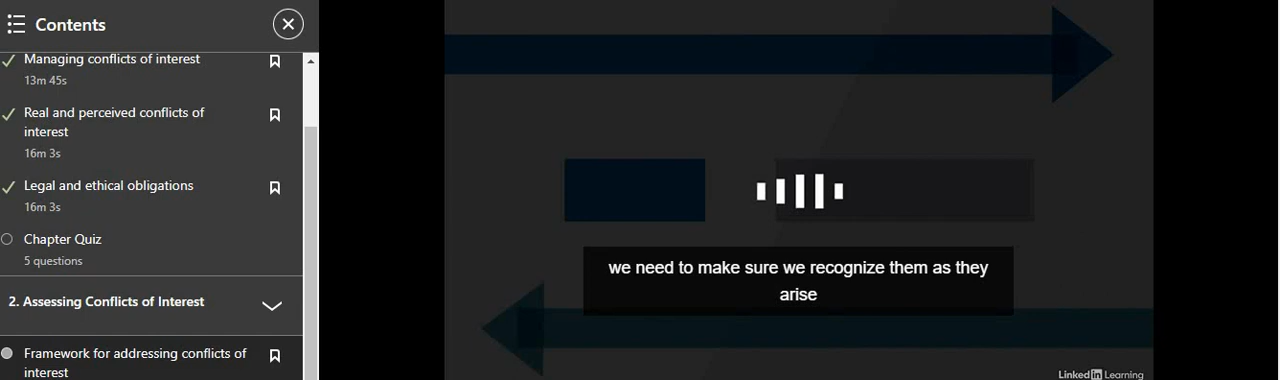 Contents
Managing conflicts of interest
13m 45s
Real and perceived conflicts of
interest
16m 3s
Legal and ethical obligations
16m 3s
Chapter Quiz
5 questions
2. Assessing Conflicts of Interest
Framework for addressing conflicts of
interest
we need to make sure we recognize them as they
arise
Linked in Learning